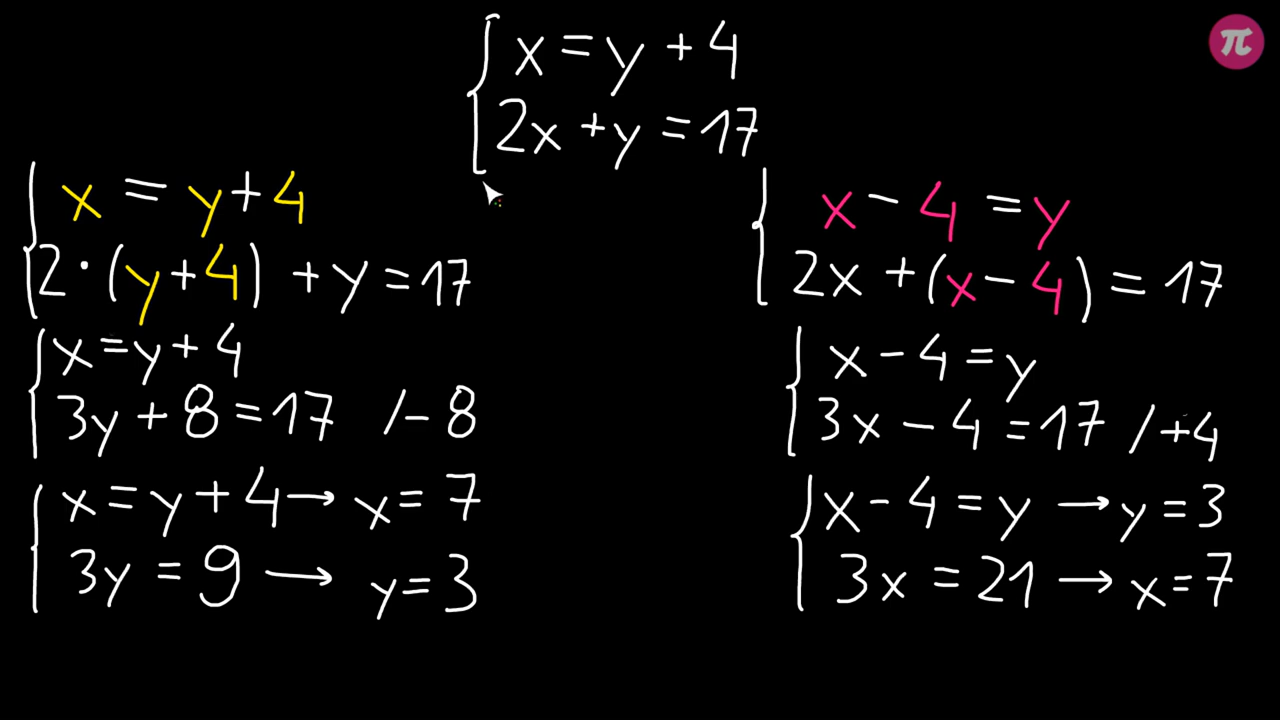 π
x = y + 4
2x + y = 17
x = y + 4
2 · (y + 4) + y = 17
x = y + 4
3y + 8 = 17 /- 8
x = y + 4 → x = 7
3y = 9 → y = 3
x - 4 = y
2x + (x - 4) = 17
x - 4 = y
3x - 4 = 17 /+4
x - 4 = y → y = 3
3x = 21 → x = 7